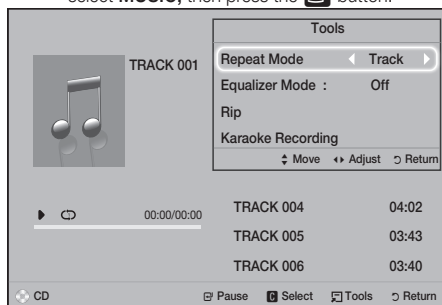 select MUSIC, then press the button.
Tools
TRACK 001
Repeat Mode Track
Equalizer Mode : Off
Rip
Karaoke Recording
Move Adjust Return
00:00/00:00
TRACK 004 04:02
TRACK 005 03:43
TRACK 006 03:40
CD Pause C Select Tools Return